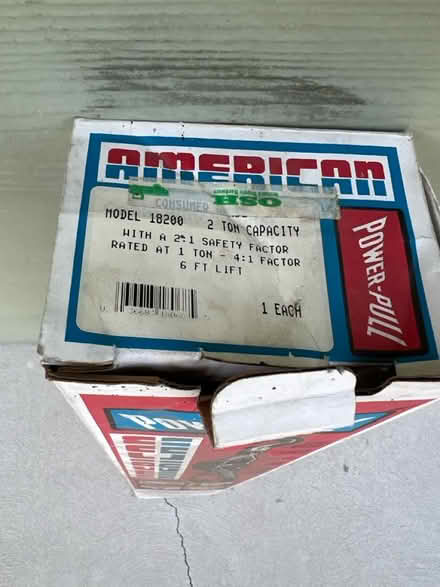 AMERICAN
BSO
CONSUMER
MODEL 18200 2 TON CAPACITY
WITH A 2:1 SAFETY FACTOR
RATED AT 1 TON - 4:1 FACTOR
6 FT LIFT
1 EACH
POWER-PULL
AMERICAN